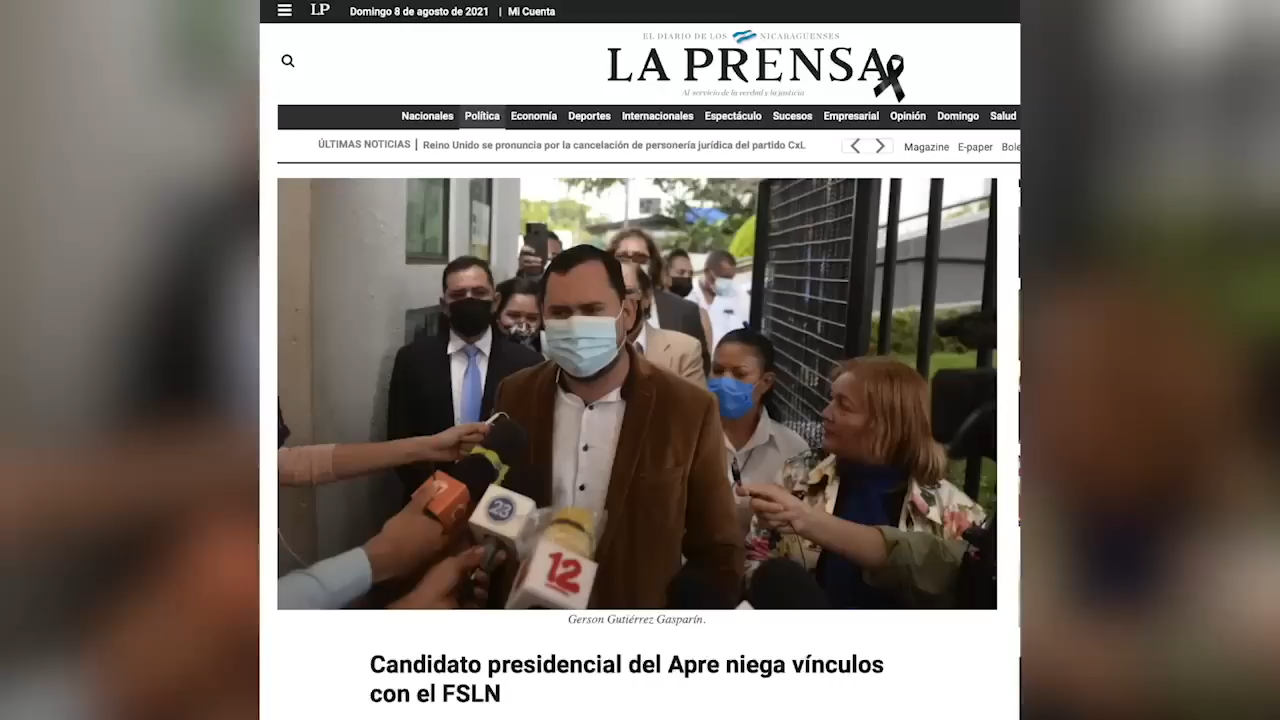 LP Domingo 8 de agosto de 2021 | Mi Cuenta
EL DIARIO DE LOS NICARAGÜENSES
LA PRENSA
Al servicio de la verdad y la justicia
Nacionales Política Economía Deportes Internacionales Espectáculo Sucesos Empresarial Opinión Domingo Salud
ÚLTIMAS NOTICIAS | Reino Unido se pronuncia por la cancelación de personería jurídica del partido CxL
Magazine E-paper Bole
23
12
Gerson Gutiérrez Gasparín.
Candidato presidencial del Apre niega vínculos
con el FSLN